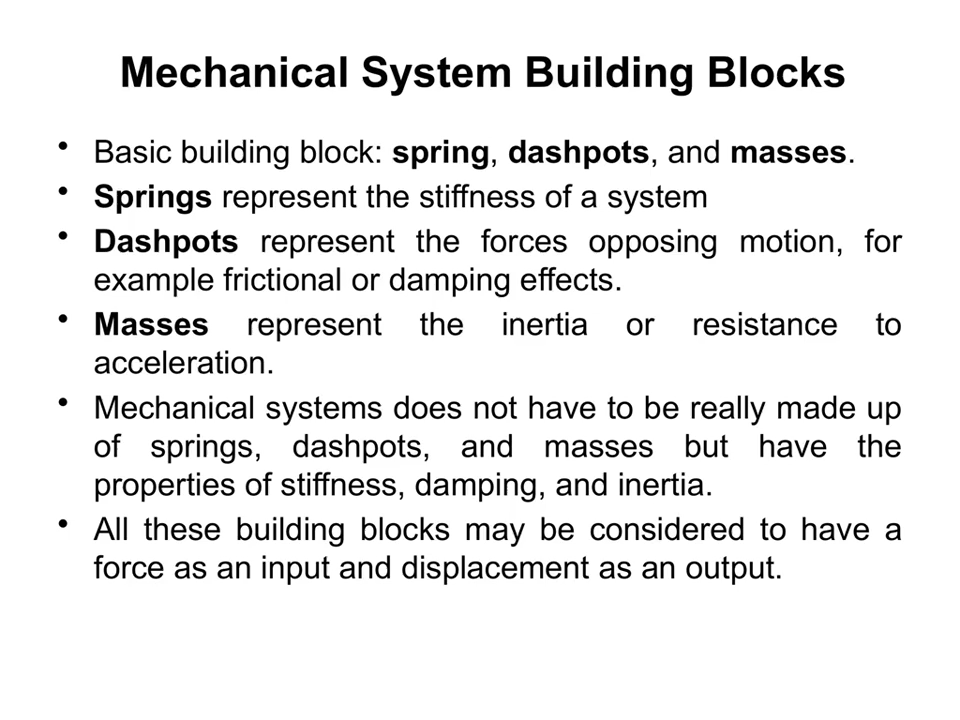 Mechanical System Building Blocks
• Basic building block: spring, dashpots, and masses.
• Springs represent the stiffness of a system
• Dashpots represent the forces opposing motion, for
example frictional or damping effects.
• Masses represent the inertia or resistance to
acceleration.
• Mechanical systems does not have to be really made up
of springs, dashpots, and masses but have the
properties of stiffness, damping, and inertia.
• All these building blocks may be considered to have a
force as an input and displacement as an output.